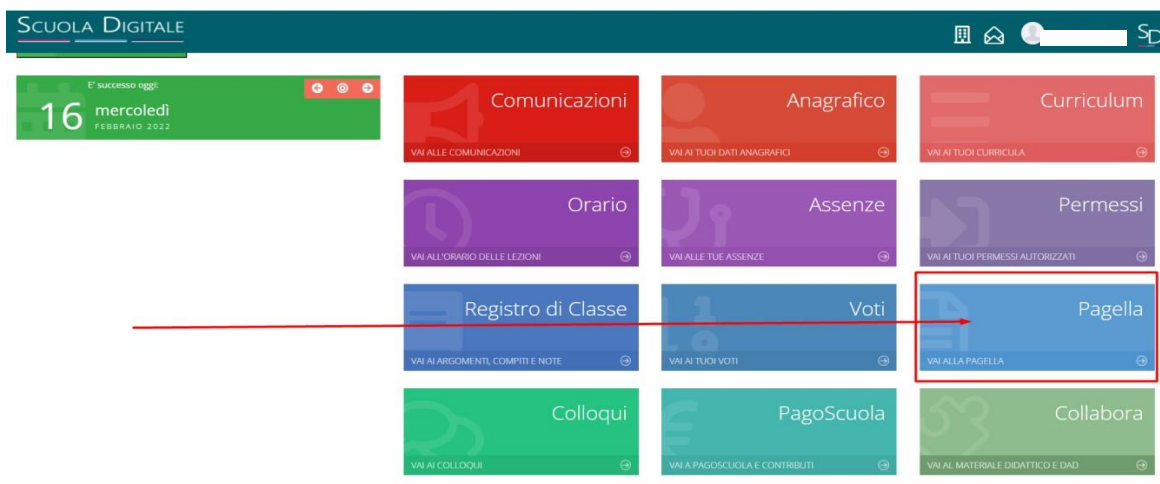 SCUOLA DIGITALE
SD
E' successo oggi:
16 mercoledì
FEBBRAIO 2022
Comunicazioni
VAI ALLE COMUNICAZIONI
Anagrafico
VAI AI TUOI DATI ANAGRAFICI
Curriculum
VAI AI TUOI CURRICULA
Orario
VAI ALL'ORARIO DELLE LEZIONI
Assenze
VAI ALLE TUE ASSENZE
Permessi
VAI AI TUOI PERMESSI AUTORIZZATI
Registro di Classe
VAI AI ARGOMENTI, COMPITI E NOTE
Voti
VAI AI TUOI VOTI
Pagella
VAI ALLA PAGELLA
Colloqui
VAI AI COLLOQUI
PagoScuola
VAI A PAGOSCUOLA E CONTRIBUTI
Collabora
VAI AL MATERIALE DIDATTICO E DAD